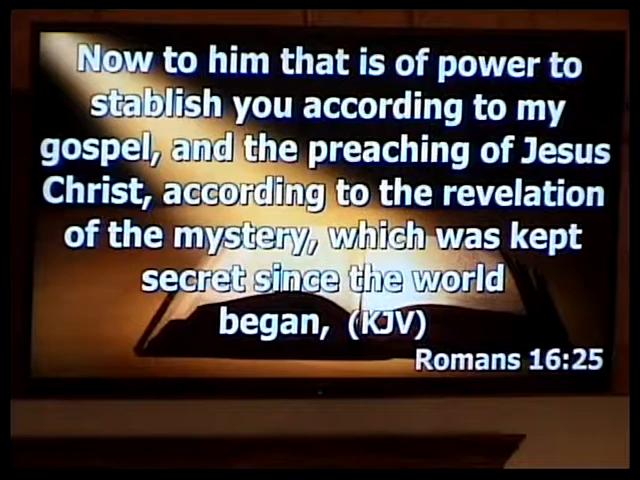 Now to him that is of power to
stablish you according to my
gospel, and the preaching of Jesus
Christ, according to the revelation
of the mystery, which was kept
secret since the world
began, (KJV)
Romans 16:25